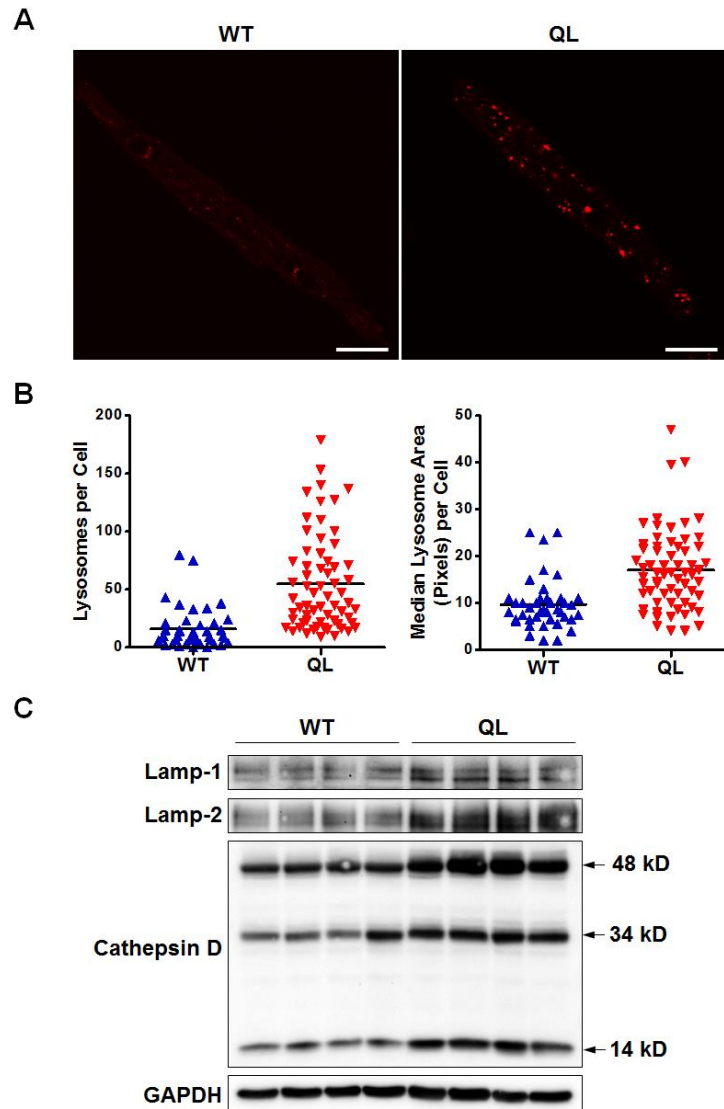 A
WT QL
B
Lysosomes per Cell
200
150
100
50
0
WT QL
Median Lysosome Area
(Pixels) per Cell
50
40
30
20
10
0
WT QL
C
WT QL
Lamp-1
Lamp-2
Cathepsin D
48 kD
34 kD
14 kD
GAPDH